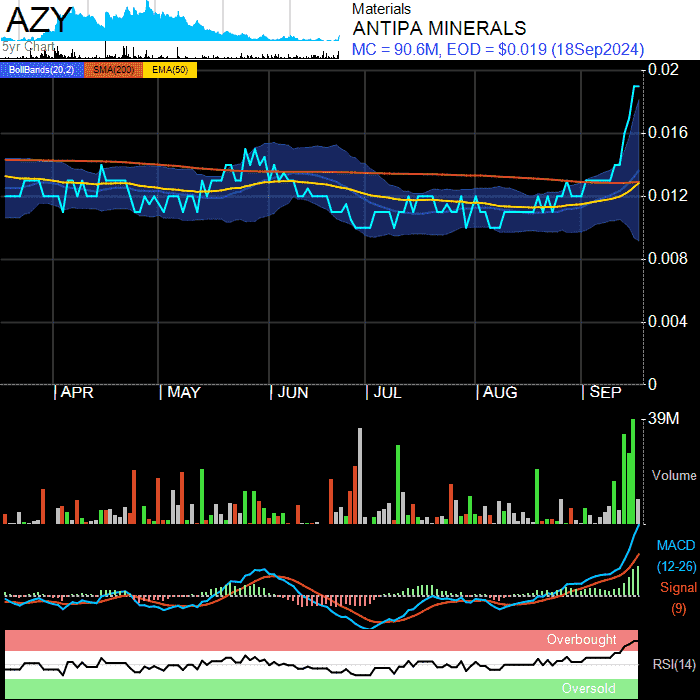 AZY
5yr Chart
Materials
ANTIPA MINERALS
MC = 90.6M, EOD = $0.019 (18Sep2024)
BollBands(20,2) SMA(200) EMA(50)
0.02
0.016
0.012
0.008
0.004
0
APR MAY JUN JUL AUG SEP
39M
Volume
MACD
(12-26)
Signal
(9)
Overbought
RSI(14)
Oversold